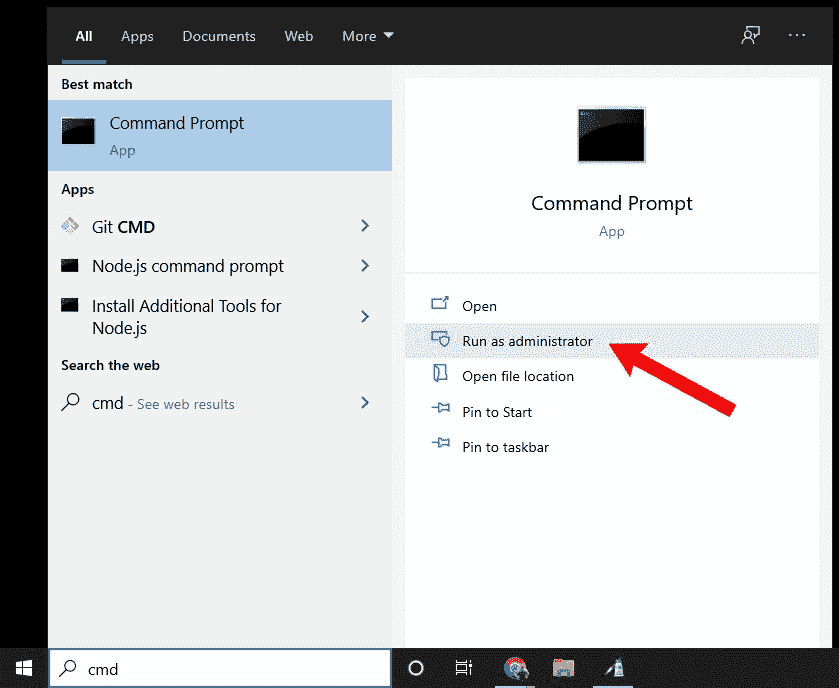 All Apps Documents Web More
Best match
Command Prompt
App
Apps
Git CMD
Node.js command prompt
Install Additional Tools for
Node.js
Search the web
cmd - See web results
Command Prompt
App
Open
Run as administrator
Open file location
Pin to Start
Pin to taskbar
cmd